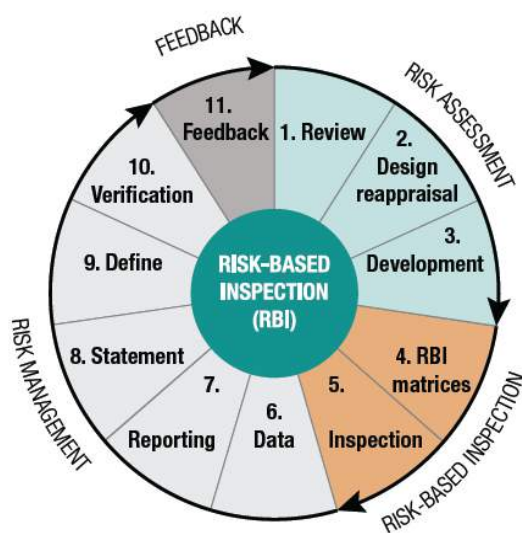 FEEDBACK
RISK ASSESSMENT
RISK-BASED INSPECTION
RISK MANAGEMENT
RISK-BASED
INSPECTION
(RBI)
1. Review
2.
Design
reappraisal
3.
Development
4. RBI
matrices
5.
Inspection
6.
Data
7.
Reporting
8. Statement
9. Define
10.
Verification
11.
Feedback